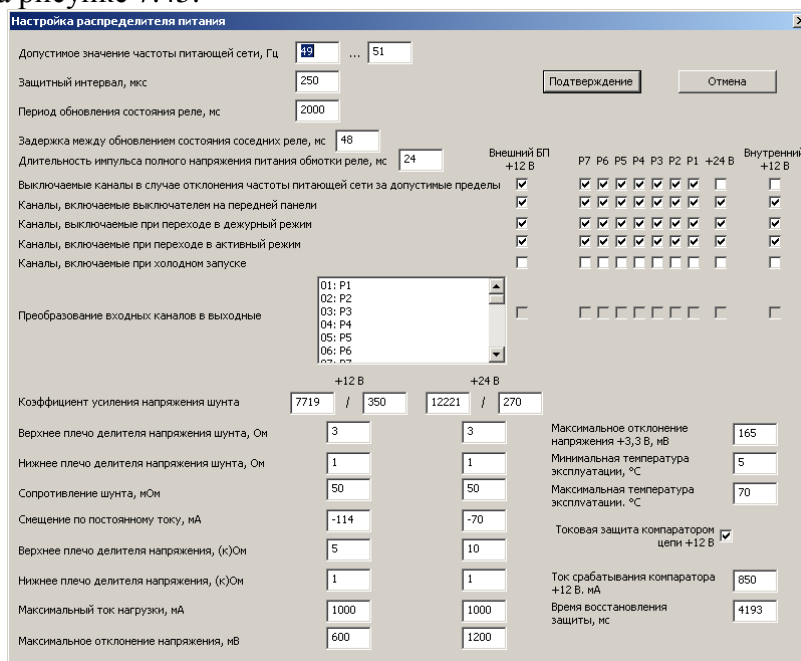 а рисунке 7.43.
Настройка распределителя питания
Допустимое значение частоты питающей сети, Гц 49 ... 51
Защитный интервал, мкс 250
Подтверждение Отмена
Период обновления состояния реле, мс 2000
Задержка между обновлением состояния соседних реле, мс 48
Длительность импульса полного напряжения питания обмотки реле, мс 24
Внешний БП +12 В P7 P6 P5 P4 P3 P2 P1 +24 В Внутренний +12 В
Выключаемые каналы в случае отклонения частоты питающей сети за допустимые пределы
Каналы, включаемые выключателем на передней панели
Каналы, выключаемые при переходе в дежурный режим
Каналы, включаемые при переходе в активный режим
Каналы, включаемые при холодном запуске
Преобразование входных каналов в выходные
01: P1
02: P2
03: P3
04: P4
05: P5
06: P6
07: P7
+12 В +24 В
Коэффициент усиления напряжения шунта 7719 / 350 12221 / 270
Верхнее плечо делителя напряжения шунта, Ом 3 3
Нижнее плечо делителя напряжения шунта, Ом 1 1
Сопротивление шунта, мОм 50 50
Смещение по постоянному току, мА -114 -70
Верхнее плечо делителя напряжения, (к)Ом 5 10
Нижнее плечо делителя напряжения, (к)Ом 1 1
Максимальный ток нагрузки, мА 1000 1000
Максимальное отклонение напряжения, мВ 600 1200
Максимальное отклонение
напряжения +3,3 В, мВ 165
Минимальная температура
эксплуатации, °C 5
Максимальная температура
эксплуатации. °C 70
Токовая защита компаратором
цепи +12 В
Ток срабатывания компаратора
+12 В. мА 850
Время восстановления
защиты, мс 4193